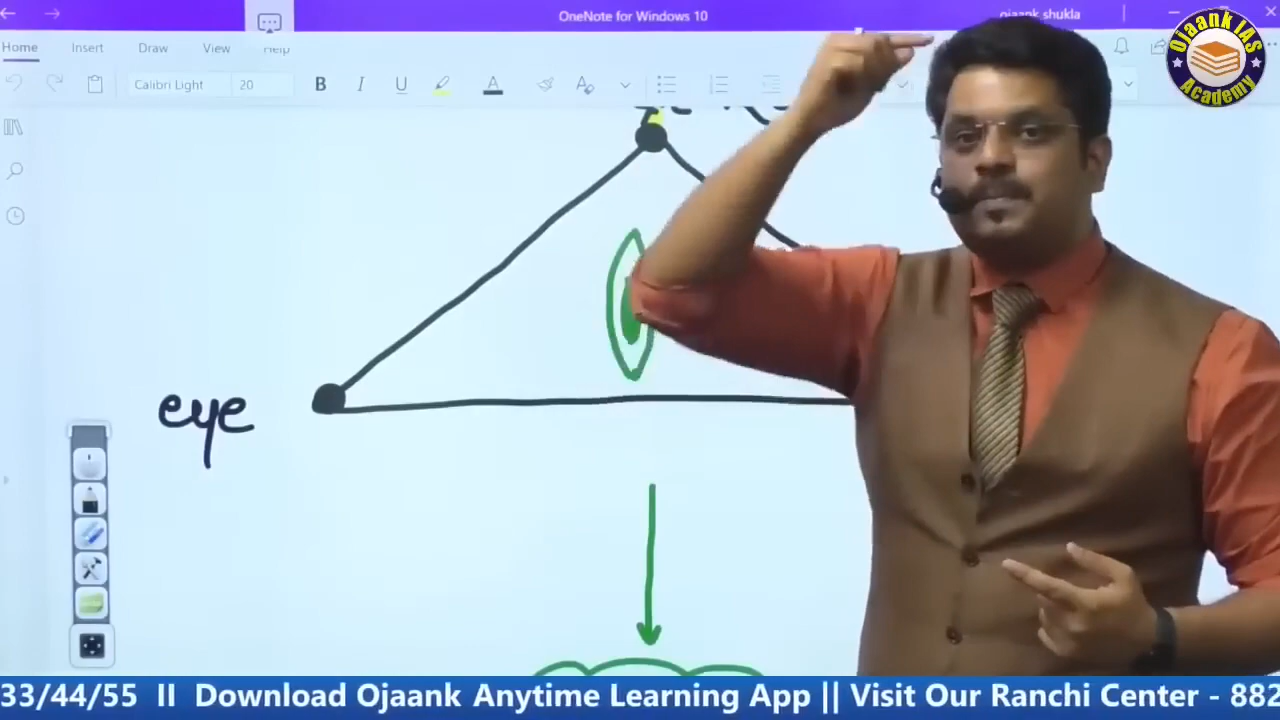 OneNote for Windows 10
ojaank shukla
Home Insert Draw View Help
Calibri Light 20 B I U A
Ojaank IAS Academy
eye
33/44/55 II Download Ojaank Anytime Learning App || Visit Our Ranchi Center - 882